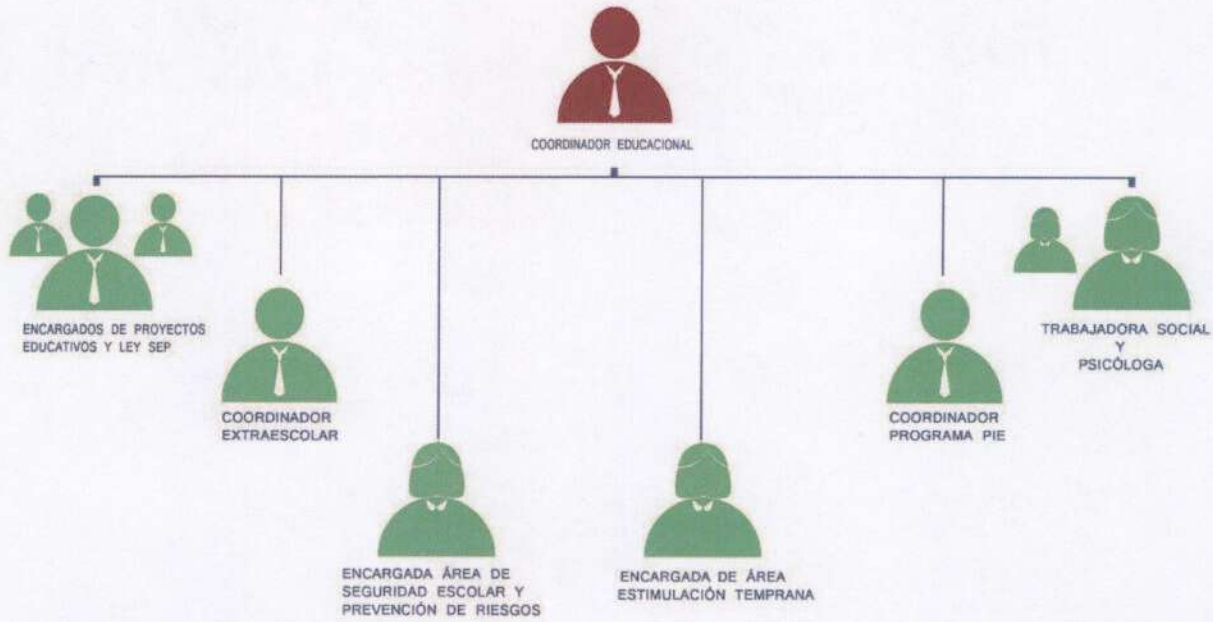 COORDINADOR EDUCACIONAL
ENCARGADOS DE PROYECTOS
EDUCATIVOS Y LEY SEP
COORDINADOR
EXTRAESCOLAR
ENCARGADA ÁREA DE
SEGURIDAD ESCOLAR Y
PREVENCIÓN DE RIESGOS
ENCARGADA DE ÁREA
ESTIMULACIÓN TEMPRANA
COORDINADOR
PROGRAMA PIE
TRABAJADORA SOCIAL
Y
PSICÓLOGA